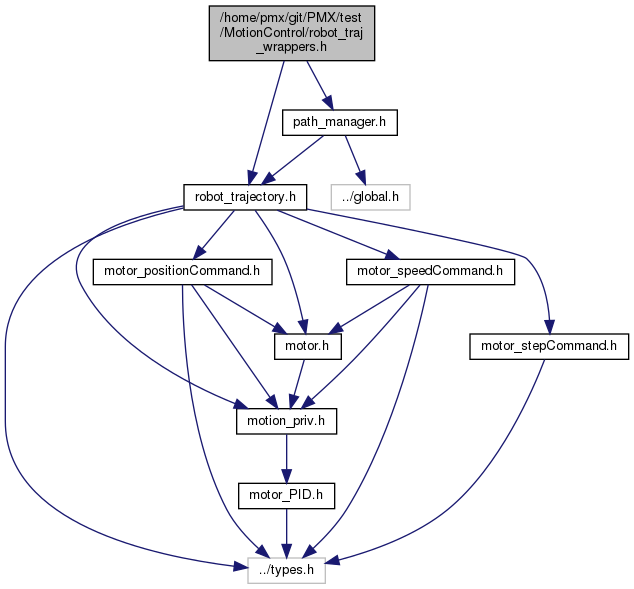 /home/pmx/git/PMX/test
/MotionControl/robot_traj
_wrappers.h
path_manager.h
robot_trajectory.h
../global.h
motor_positionCommand.h
motor_speedCommand.h
motor.h
motor_stepCommand.h
motion_priv.h
motor_PID.h
../types.h